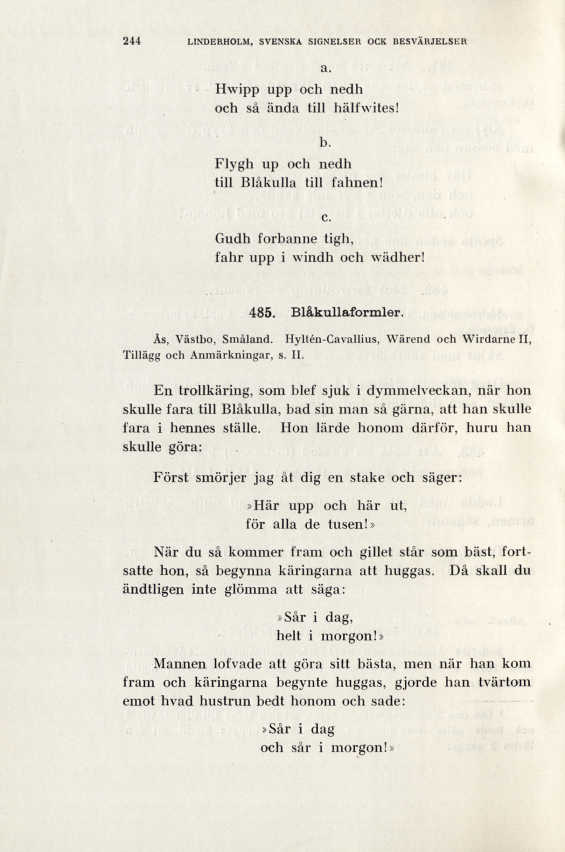 244 LINDERHOLM, SVENSKA SIGNELSER OCK BESVÄRJELSER
a.
Hwipp upp och nedh
och så ända till hälfwites!
b.
Flygh up och nedh
till Blåkulla till fahnen!
c.
Gudh forbanne tigh,
fahr upp i windh och wädher!
485. Blåkullaformler.
Ås, Västbo, Småland. Hyltén-Cavallius, Wärend och Wirdarne II,
Tillägg och Anmärkningar, s. II.
En trollkäring, som blef sjuk i dymmelveckan, när hon
skulle fara till Blåkulla, bad sin man så gärna, att han skulle
fara i hennes ställe. Hon lärde honom därför, huru han
skulle göra:
Först smörjer jag åt dig en stake och säger:
»Här upp och här ut,
för alla de tusen!»
När du så kommer fram och gillet står som bäst, fort-
satte hon, så begynna käringarna att huggas. Då skall du
ändtligen inte glömma att säga:
»Sår i dag,
helt i morgon!»
Mannen lofvade att göra sitt bästa, men när han kom
fram och käringarna begynte huggas, gjorde han tvärtom
emot hvad hustrun bedt honom och sade:
»Sår i dag
och sår i morgon!»